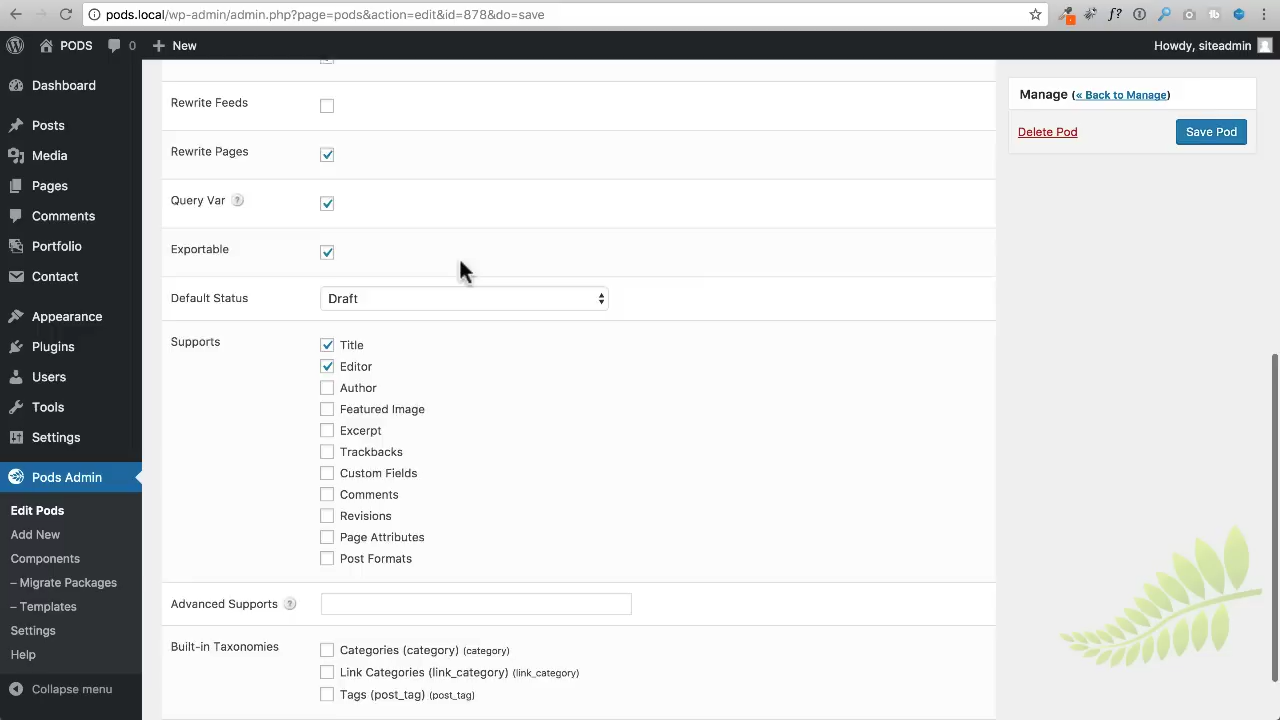 pods.local/wp-admin/admin.php?page=pods&action=edit&id=878&do=save
PODS 0 New Howdy, siteadmin
Dashboard
Posts
Media
Pages
Comments
Portfolio
Contact
Appearance
Plugins
Users
Tools
Settings
Pods Admin
Edit Pods
Add New
Components
– Migrate Packages
– Templates
Settings
Help
Collapse menu
Rewrite Feeds
Rewrite Pages
Query Var ?
Exportable
Default Status Draft
Supports
Title
Editor
Author
Featured Image
Excerpt
Trackbacks
Custom Fields
Comments
Revisions
Page Attributes
Post Formats
Advanced Supports ?
Built-in Taxonomies
Categories (category) (category)
Link Categories (link_category) (link_category)
Tags (post_tag) (post_tag)
Manage (« Back to Manage)
Delete Pod Save Pod